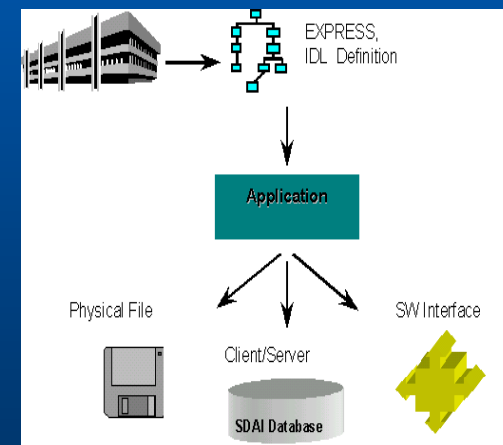 EXPRESS,
IDL Definition
Application
Physical File
SW Interface
Client/Server
SDAI Database